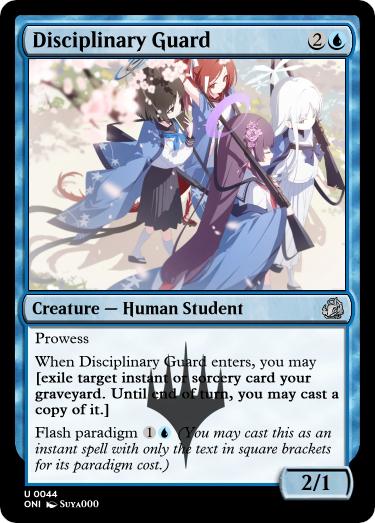 Disciplinary Guard 2
Creature — Human Student
Prowess
When Disciplinary Guard enters, you may
[exile target instant or sorcery card your
graveyard. Until end of turn, you may cast a
copy of it.]
Flash paradigm 1 (You may cast this as an
instant spell with only the text in square brackets
for its paradigm cost.)
2/1
U 0044
ONI SUYA000